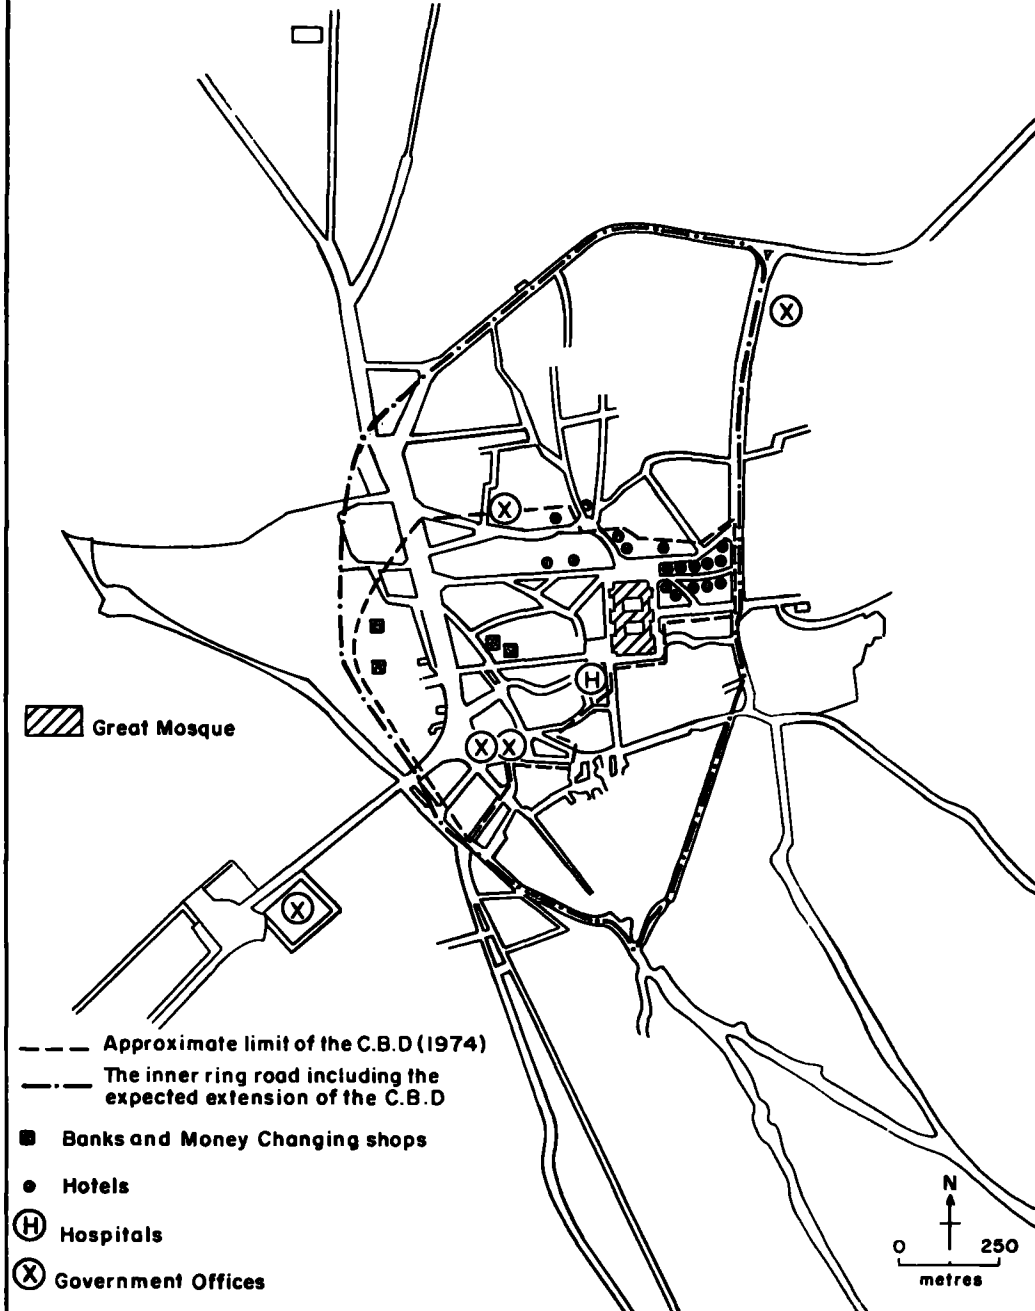 X
X
H
X X
Great Mosque
X
Approximate limit of the C.B.D (1974)
The inner ring road including the
expected extension of the C.B.D
Banks and Money Changing shops
Hotels
H Hospitals
X Government Offices
N
0 250
metres